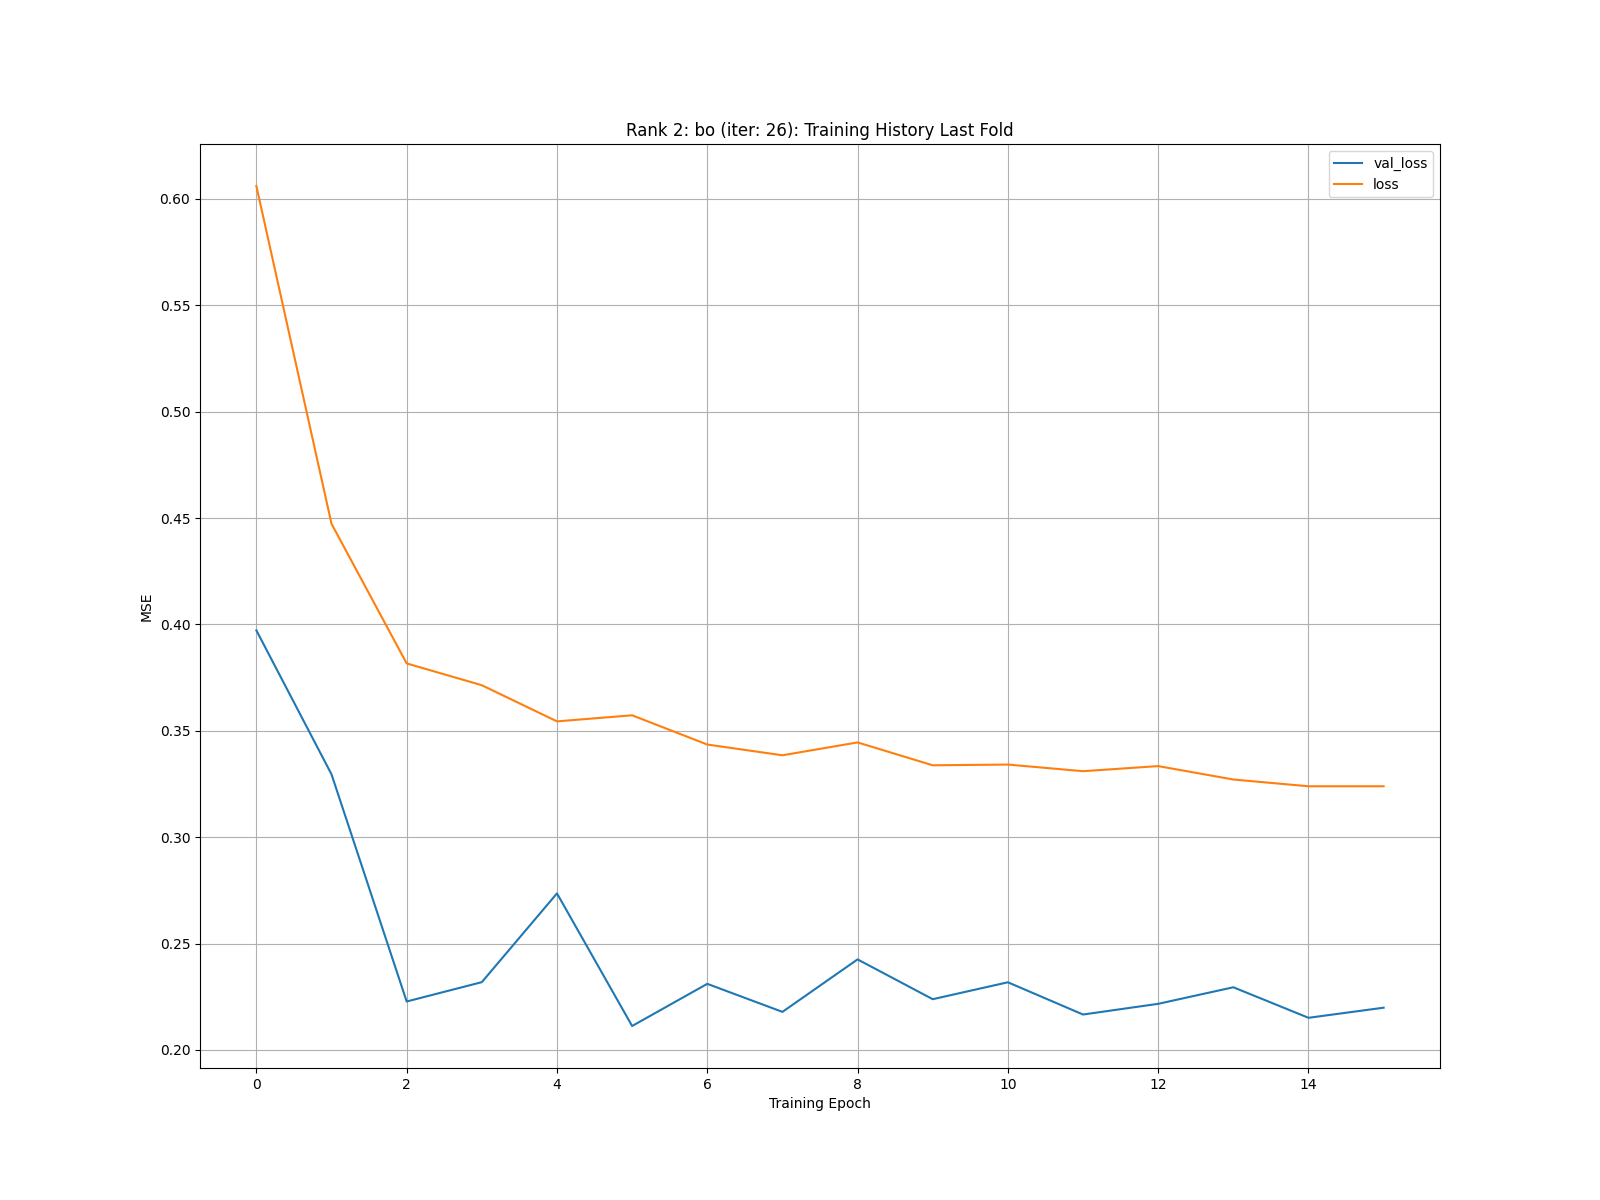 Rank 2: bo (iter: 26): Training History Last Fold
val_loss
loss
0.60
0.55
0.50
0.45
0.40
0.35
0.30
0.25
0.20
MSE
0 2 4 6 8 10 12 14
Training Epoch